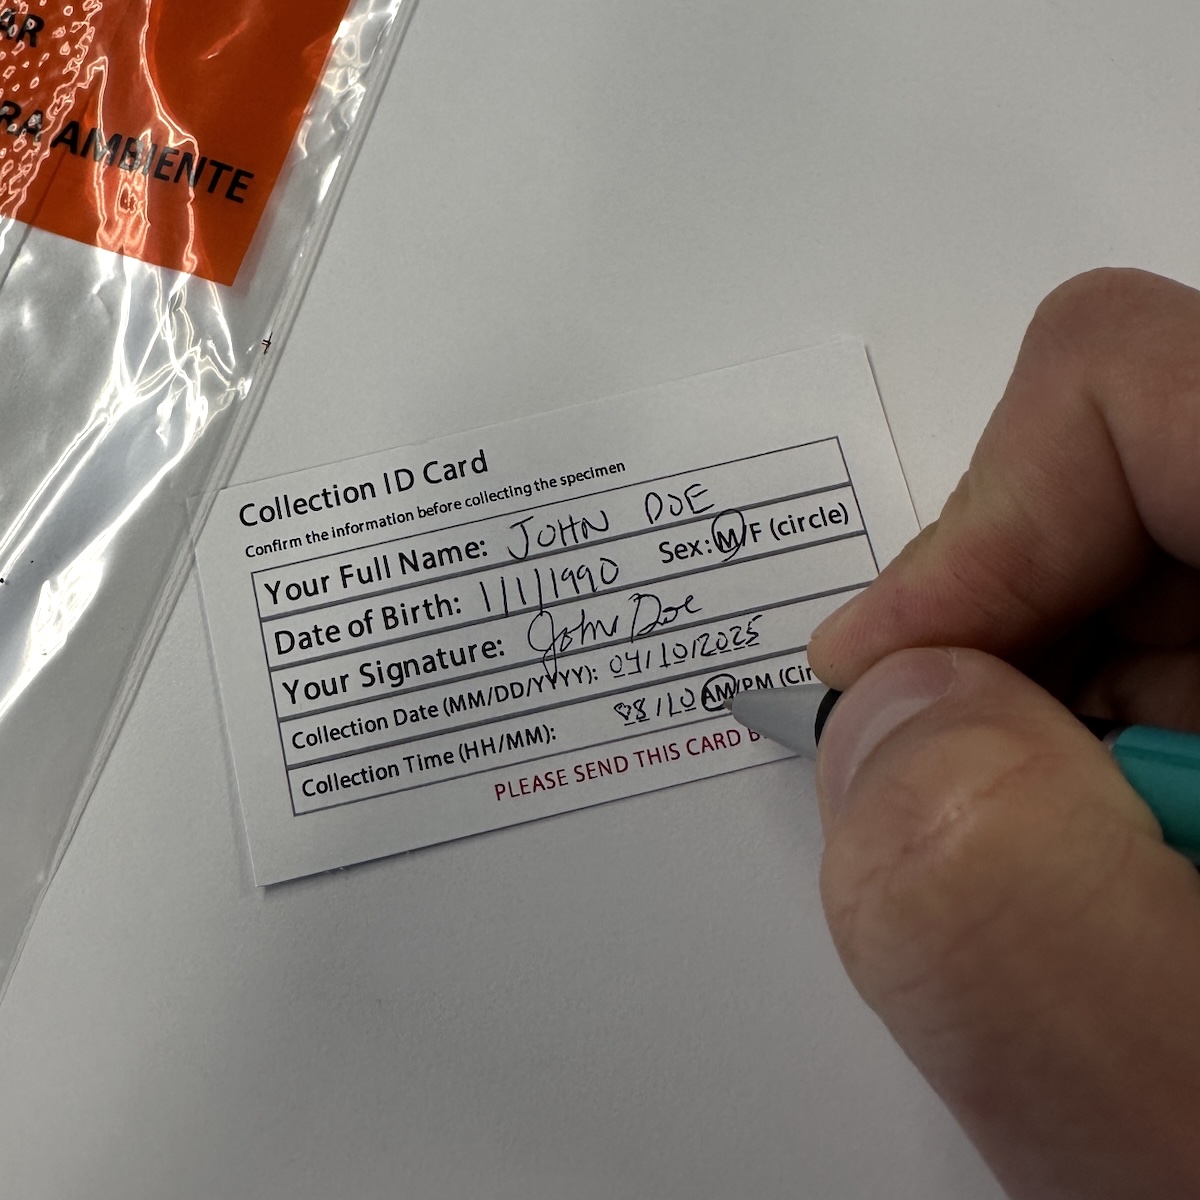 RA AMBIENTE
Collection ID Card
Confirm the information before collecting the specimen
Your Full Name: JOHN DOE
Date of Birth: 1/1/1990 Sex: M/F (circle)
Your Signature: John Doe
Collection Date (MM/DD/YYYY): 04/10/2025
Collection Time (HH/MM): 08/10 AM/PM (Cir
PLEASE SEND THIS CARD B